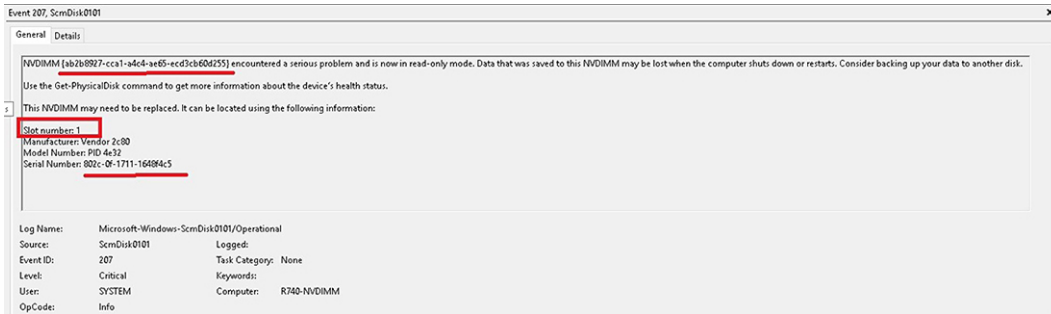 Event 207, ScmDisk0101
x
General Details
NVDIMM {ab2b8927-cca1-a4c4-ae65-ecd3cb60d255} encountered a serious problem and is now in read-only mode. Data that was saved to this NVDIMM may be lost when the computer shuts down or restarts. Consider backing up your data to another disk.
Use the Get-PhysicalDisk command to get more information about the device's health status.
s
This NVDIMM may need to be replaced. It can be located using the following information:
Slot number: 1
Manufacturer: Vendor 2c80
Model Number: PID 4e32
Serial Number: 802c-0f-1711-1648f4c5
Log Name: Microsoft-Windows-ScmDisk0101/Operational
Source: ScmDisk0101 Logged:
Event ID: 207 Task Category: None
Level: Critical Keywords:
User: SYSTEM Computer: R740-NVDIMM
OpCode: Info